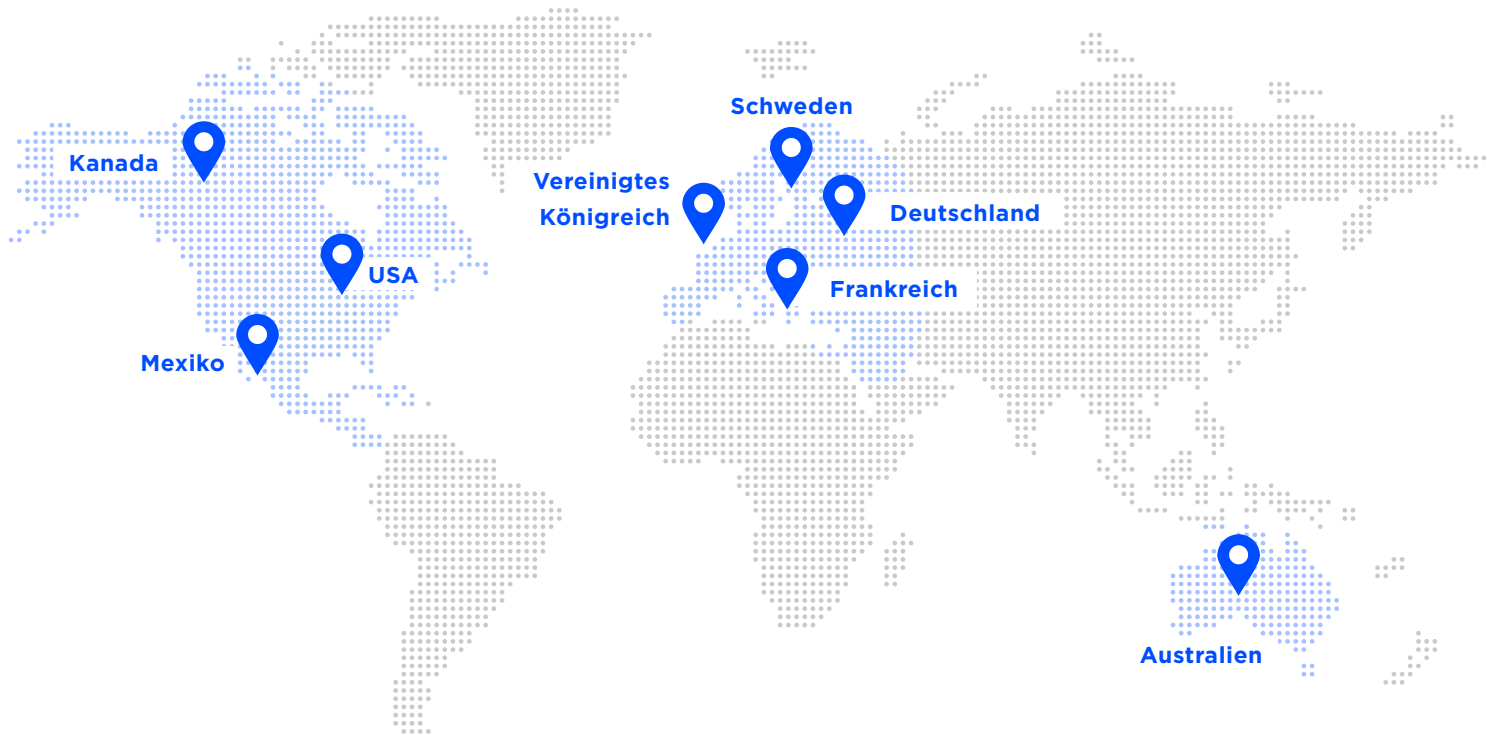 Schweden
Kanada
Vereinigtes
Königreich
Deutschland
USA
Frankreich
Mexiko
Australien